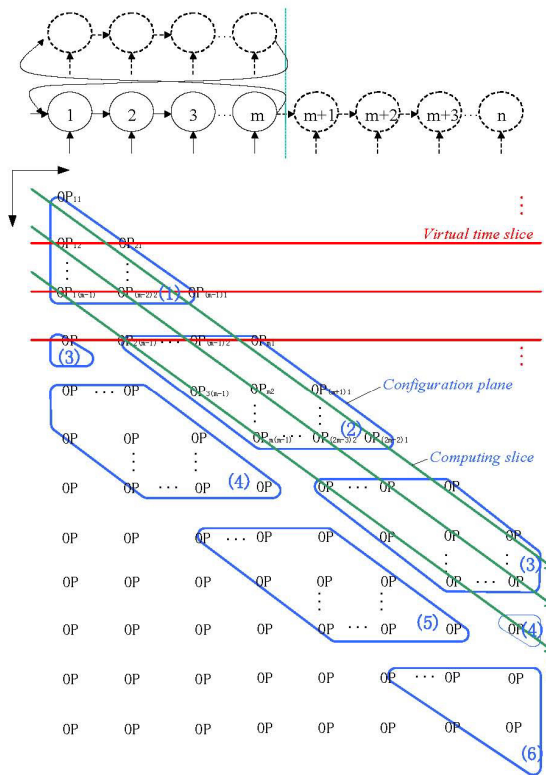 1 2 3 ... m m+1 m+2 m+3 ... n
OP11
Virtual time slice
OP12 OP21
OP1(m-1) OP(m-2)2 (1) OP(m-1)1
OP OP2(m-1) ... OP(m-1)2 OPm1
(3)
Configuration plane
OP ... OP OP3(m-1) OPm2 OP(m+1)1
(2)
OP OP OP OPm(m-1) ... OP(2m-3)2 OP(2m-2)1
Computing slice
(4)
OP OP ... OP OP OP ... OP OP
OP OP OP ... OP OP OP OP OP
(3)
OP OP OP OP OP OP OP ... OP
(5) (4)
OP OP OP OP OP ... OP OP OP
OP OP OP OP OP OP ... OP OP
OP OP OP OP OP OP OP OP
(6)